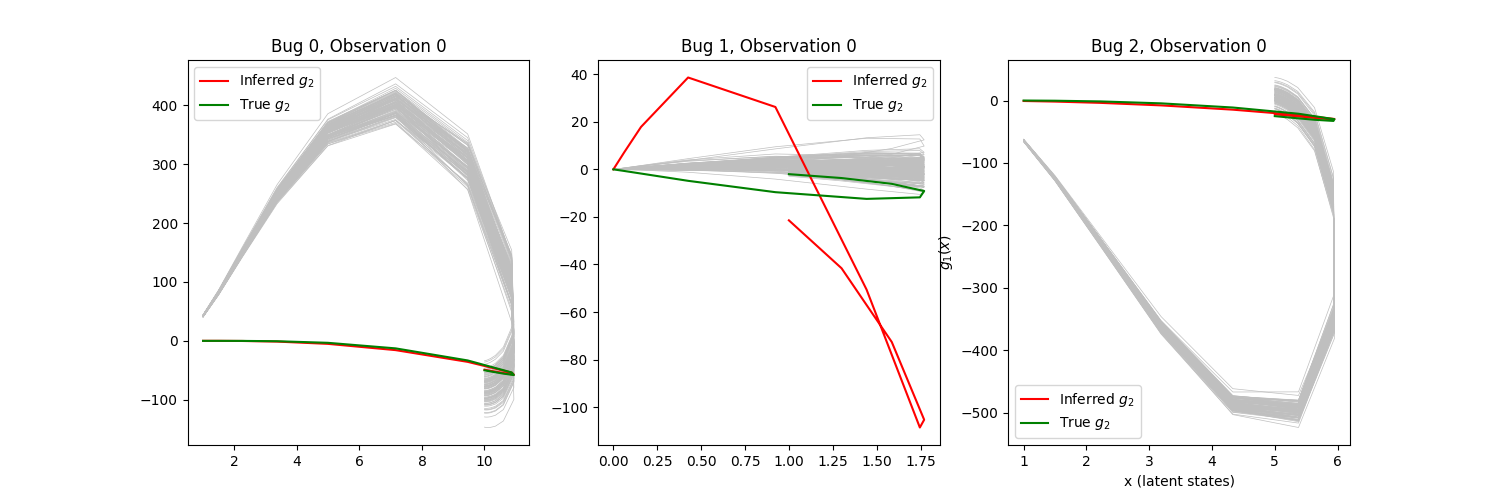 Bug 0, Observation 0
Inferred g₂
True g₂
400
300
200
100
0
−100
2 4 6 8 10
Bug 1, Observation 0
Inferred g₂
True g₂
40
20
0
−20
−40
−60
−80
−100
0.00 0.25 0.50 0.75 1.00 1.25 1.50 1.75
Bug 2, Observation 0
g₁(x)
0
−100
−200
−300
−400
−500
Inferred g₂
True g₂
1 2 3 4 5 6
x (latent states)